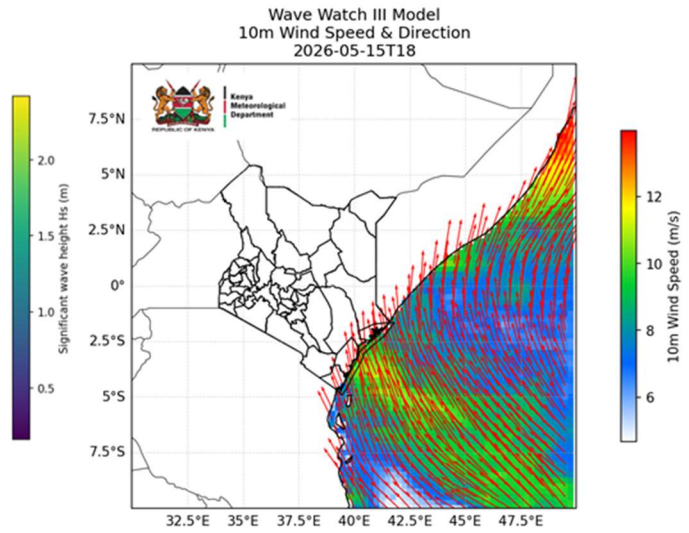 Wave Watch III Model
10m Wind Speed & Direction
2026-05-15T18
Kenya
Meteorological
Department
REPUBLIC OF KENYA
7.5°N
5°N
2.5°N
0°
2.5°S
5°S
7.5°S
32.5°E
35°E
37.5°E
40°E
42.5°E
45°E
47.5°E
2.0
1.5
1.0
0.5
Significant wave height Hs (m)
12
10
8
6
10m Wind Speed (m/s)